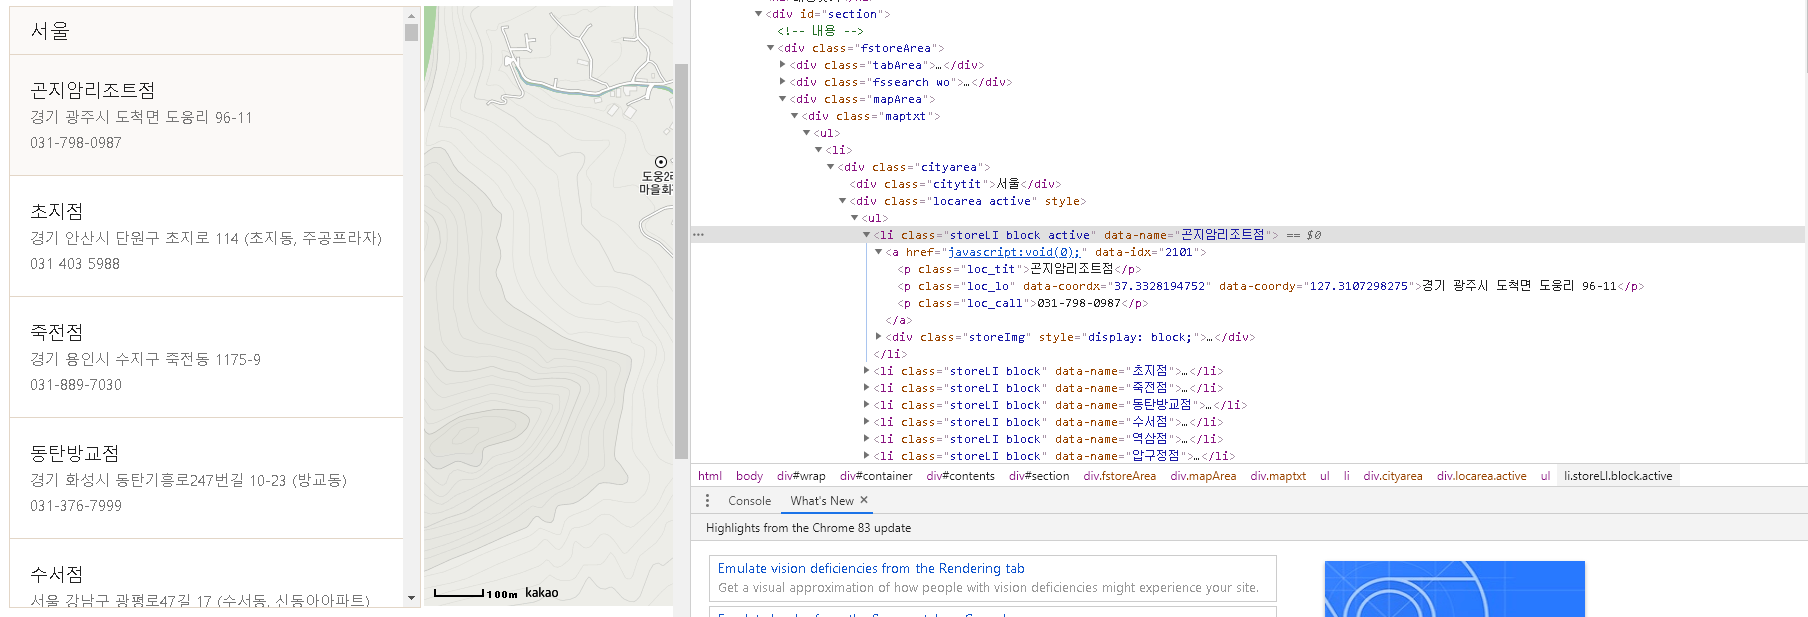 서울
곤지암리조트점
경기 광주시 도척면 도웅리 96-11
031-798-0987
초지점
경기 안산시 단원구 초지로 114 (초지동, 주공프라자)
031 403 5988
죽전점
경기 용인시 수지구 죽전동 1175-9
031-889-7030
동탄방교점
경기 화성시 동탄기흥로247번길 10-23 (방교동)
031-376-7999
수서점
서울 강남구 광평로47길 17 (수서동, 신동아아파트)
도웅2리
마을회
100m kakao
<div id="section">
<!-- 내용 -->
<div class="fstoreArea">
<div class="tabArea">…</div>
<div class="fssearch wo">…</div>
<div class="mapArea">
<div class="maptxt">
<ul>
<li>
<div class="cityarea">
<div class="citytit">서울</div>
<div class="locarea active" style>
<ul>
<li class="storeLI block active" data-name="곤지암리조트점"> == $0
<a href="javascript:void(0);" data-idx="2101">
<p class="loc_tit">곤지암리조트점</p>
<p class="loc_lo" data-coordx="37.3328194752" data-coordy="127.3107298275">경기 광주시 도척면 도웅리 96-11</p>
<p class="loc_call">031-798-0987</p>
</a>
<div class="storeImg" style="display: block;">…</div>
</li>
<li class="storeLI block" data-name="초지점">…</li>
<li class="storeLI block" data-name="죽전점">…</li>
<li class="storeLI block" data-name="동탄방교점">…</li>
<li class="storeLI block" data-name="수서점">…</li>
<li class="storeLI block" data-name="역삼점">…</li>
<li class="storeLI block" data-name="압구정점">…</li>
html body div#wrap div#container div#contents div#section div.fstoreArea div.mapArea div.maptxt ul li div.cityarea div.locarea.active ul li.storeLI.block.active
Console What's New ×
Highlights from the Chrome 83 update
Emulate vision deficiencies from the Rendering tab
Get a visual approximation of how people with vision deficiencies might experience your site.